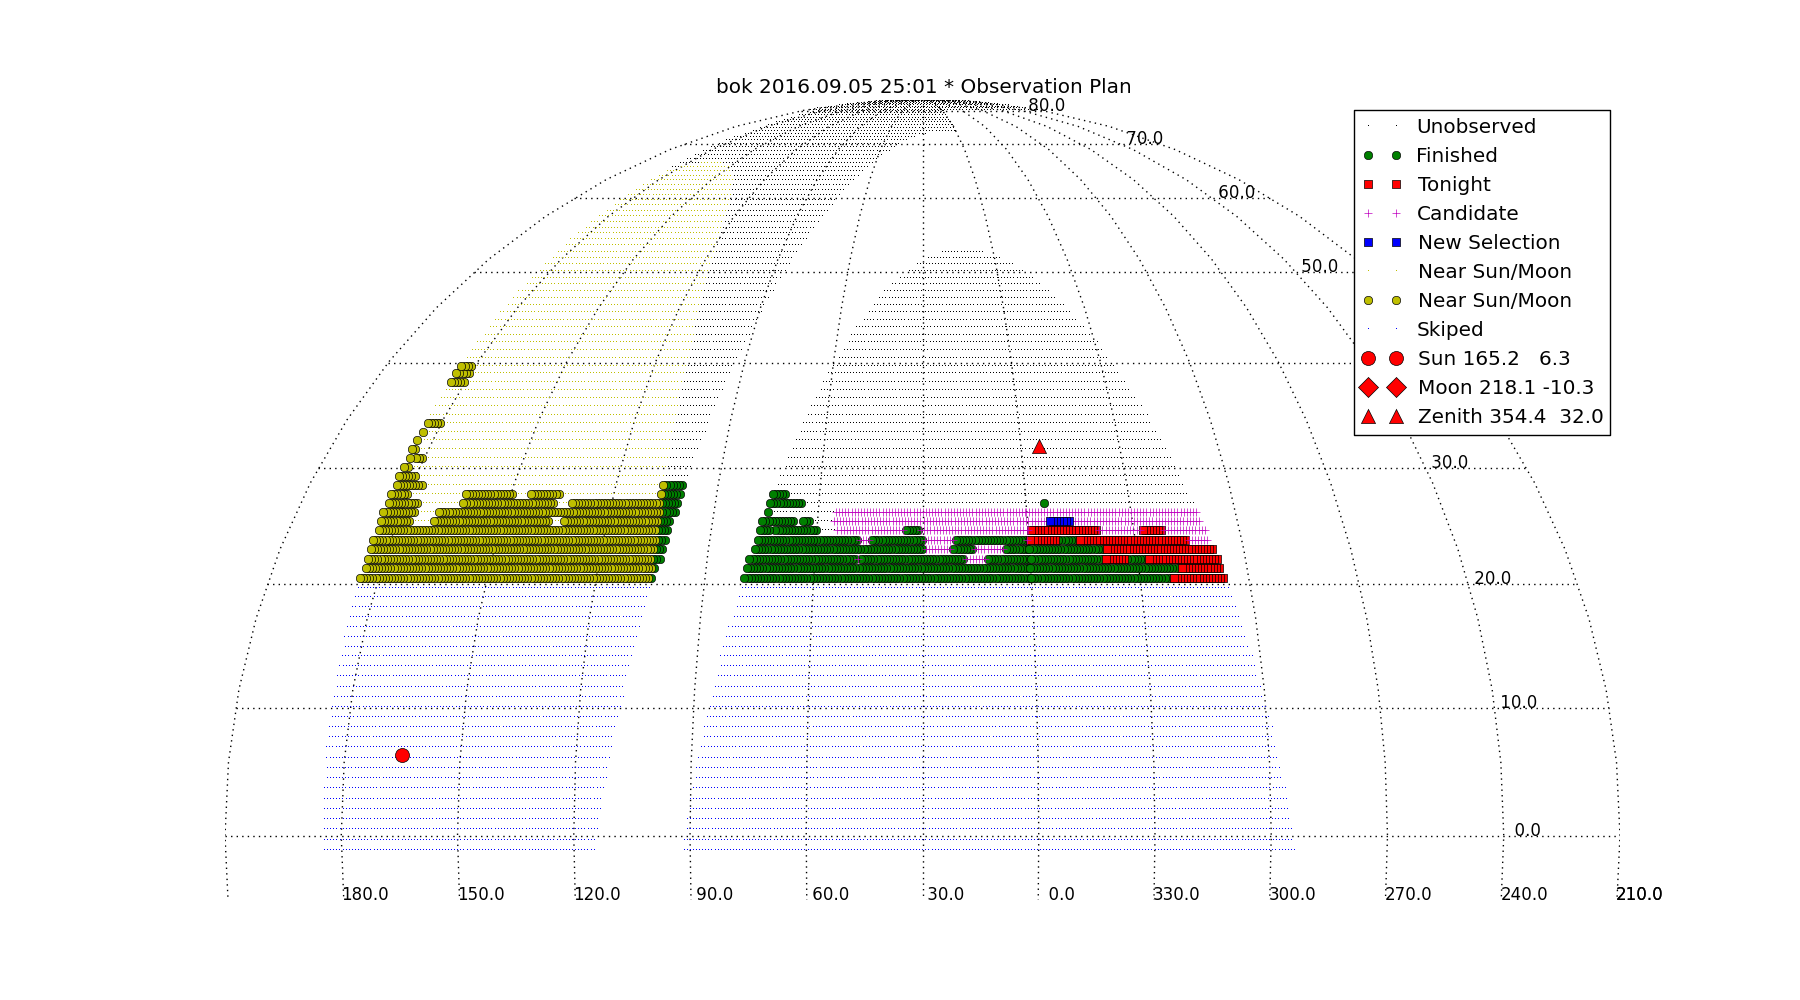 bok 2016.09.05 25:01 * Observation Plan
80.0
70.0
60.0
50.0
30.0
20.0
10.0
0.0
Unobserved
Finished
Tonight
Candidate
New Selection
Near Sun/Moon
Near Sun/Moon
Skiped
Sun 165.2 6.3
Moon 218.1 -10.3
Zenith 354.4 32.0
180.0 150.0 120.0 90.0 60.0 30.0 0.0 330.0 300.0 270.0 240.0 210.0